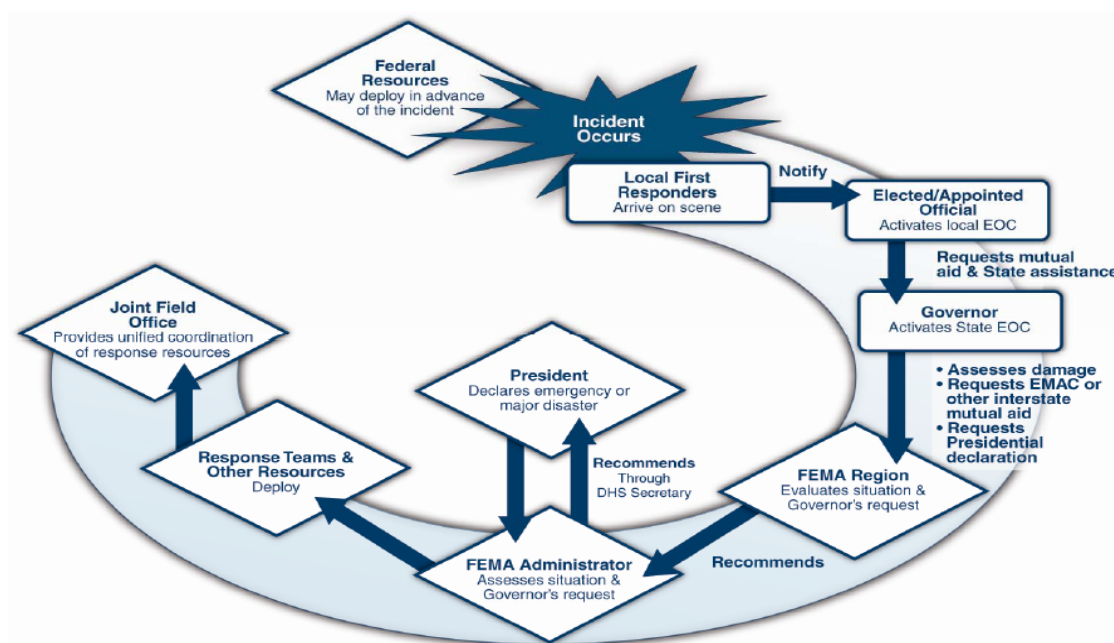 Federal
Resources
May deploy in advance
of the incident
Incident
Occurs
Local First
Responders
Arrive on scene
Notify
Elected/Appointed
Official
Activates local EOC
Requests mutual
aid & State assistance
Governor
Activates State EOC
• Assesses damage
• Requests EMAC or
other interstate
mutual aid
• Requests
Presidential
declaration
FEMA Region
Evaluates situation &
Governor's request
Recommends
FEMA Administrator
Assesses situation &
Governor's request
Recommends
Through
DHS Secretary
President
Declares emergency or
major disaster
Response Teams &
Other Resources
Deploy
Joint Field
Office
Provides unified coordination
of response resources